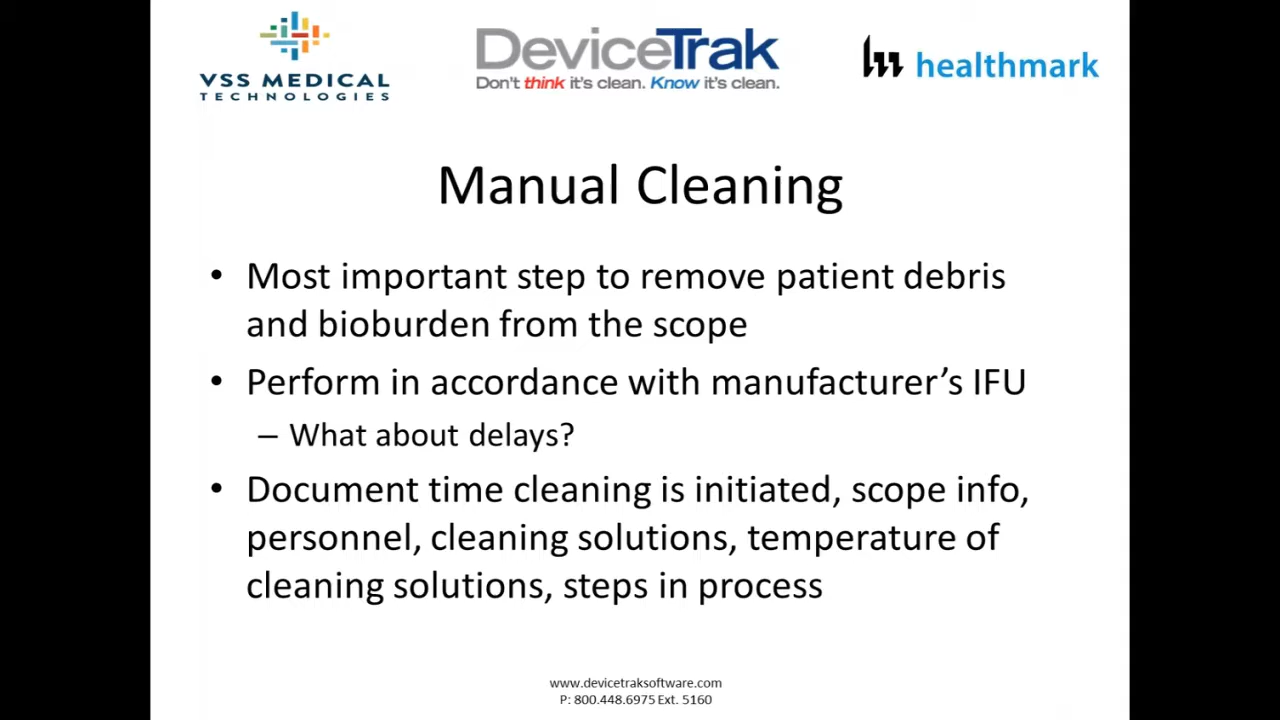 VSS MEDICAL
TECHNOLOGIES
DeviceTrak
Don't think it's clean. Know it's clean.
healthmark
Manual Cleaning
• Most important step to remove patient debris
and bioburden from the scope
• Perform in accordance with manufacturer’s IFU
– What about delays?
• Document time cleaning is initiated, scope info,
personnel, cleaning solutions, temperature of
cleaning solutions, steps in process
www.devicetraksoftware.com
P: 800.448.6975 Ext. 5160